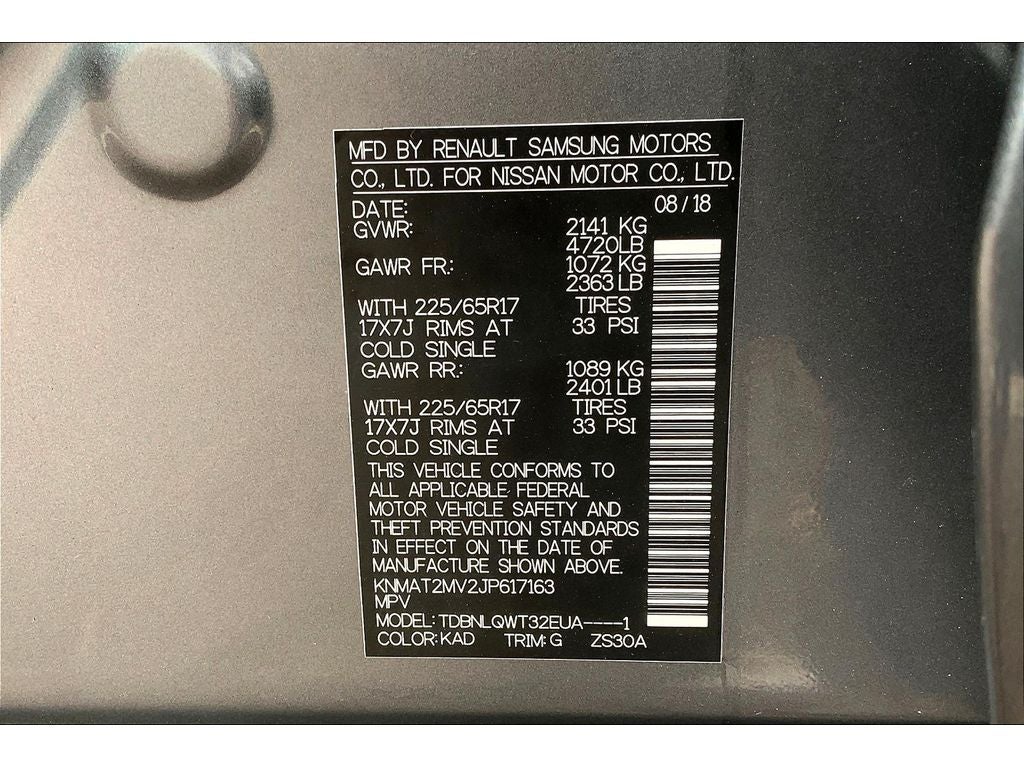 MFD BY RENAULT SAMSUNG MOTORS
CO., LTD. FOR NISSAN MOTOR CO., LTD.
DATE: 08/18
GVWR: 2141 KG
4720LB
GAWR FR.: 1072 KG
2363 LB
WITH 225/65R17 TIRES
17X7J RIMS AT 33 PSI
COLD SINGLE
GAWR RR.: 1089 KG
2401 LB
WITH 225/65R17 TIRES
17X7J RIMS AT 33 PSI
COLD SINGLE
THIS VEHICLE CONFORMS TO
ALL APPLICABLE FEDERAL
MOTOR VEHICLE SAFETY AND
THEFT PREVENTION STANDARDS
IN EFFECT ON THE DATE OF
MANUFACTURE SHOWN ABOVE.
KNMAT2MV2JP617163
MPV
MODEL: TDBNLQWT32EUA----1
COLOR: KAD TRIM: G ZS30A